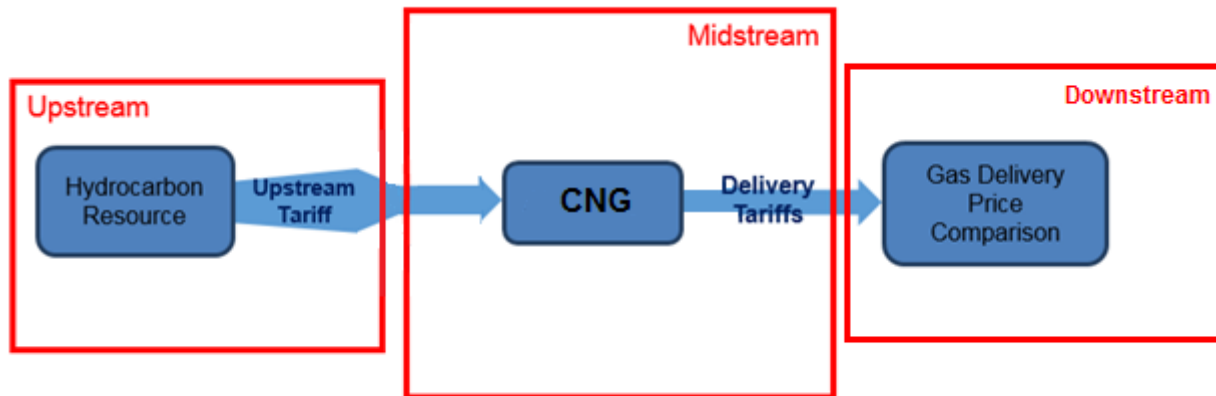 Midstream
Upstream
Downstream
Hydrocarbon
Resource
Upstream
Tariff
CNG
Delivery
Tariffs
Gas Delivery
Price
Comparison